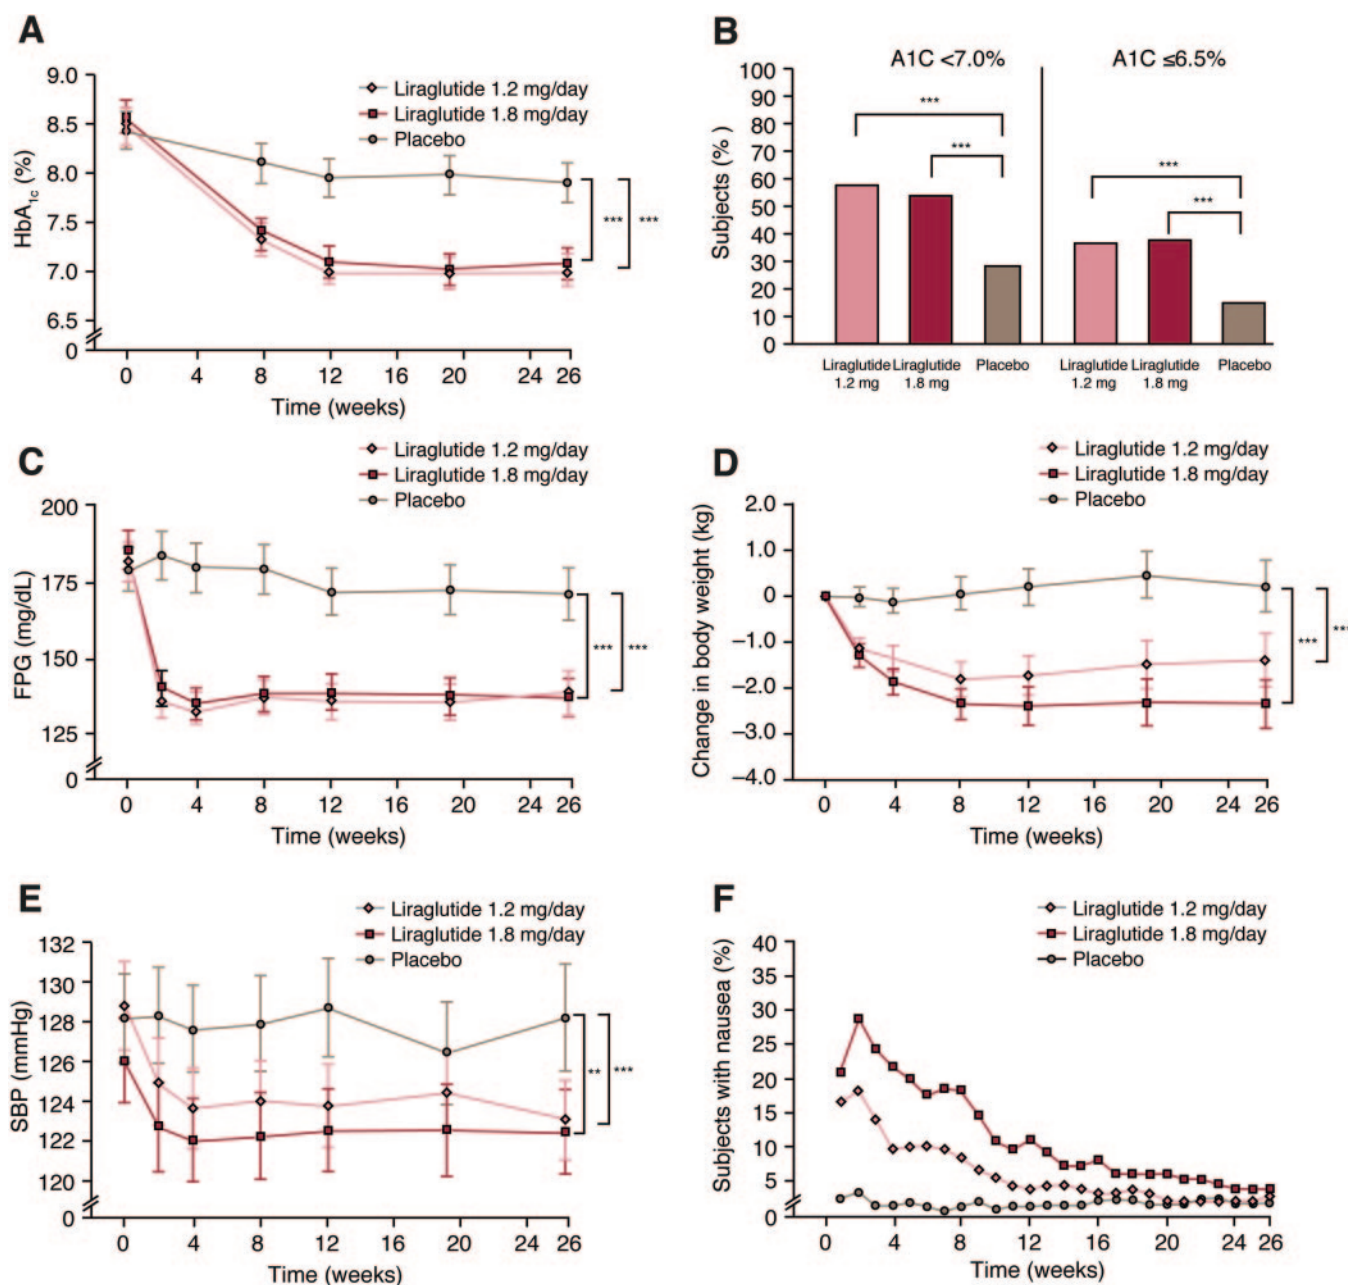 A
Liraglutide 1.2 mg/day
Liraglutide 1.8 mg/day
Placebo
HbA1c (%)
9.0
8.5
8.0
7.5
7.0
6.5
0
*** ***
0 4 8 12 16 20 24 26
Time (weeks)
B
A1C <7.0% A1C ≤6.5%
Subjects (%)
100
90
80
70
60
50
40
30
20
10
0
***
***
***
***
Liraglutide 1.2 mg
Liraglutide 1.8 mg
Placebo
Liraglutide 1.2 mg
Liraglutide 1.8 mg
Placebo
C
Liraglutide 1.2 mg/day
Liraglutide 1.8 mg/day
Placebo
FPG (mg/dL)
200
175
150
125
0
*** ***
0 4 8 12 16 20 24 26
Time (weeks)
D
Liraglutide 1.2 mg/day
Liraglutide 1.8 mg/day
Placebo
Change in body weight (kg)
2.0
1.0
0
–1.0
–2.0
–3.0
–4.0
*** ***
0 4 8 12 16 20 24 26
Time (weeks)
E
Liraglutide 1.2 mg/day
Liraglutide 1.8 mg/day
Placebo
SBP (mmHg)
132
130
128
126
124
122
120
0
** ***
0 4 8 12 16 20 24 26
Time (weeks)
F
Liraglutide 1.2 mg/day
Liraglutide 1.8 mg/day
Placebo
Subjects with nausea (%)
40
35
30
25
20
15
10
5
0
0 4 8 12 16 20 24 26
Time (weeks)